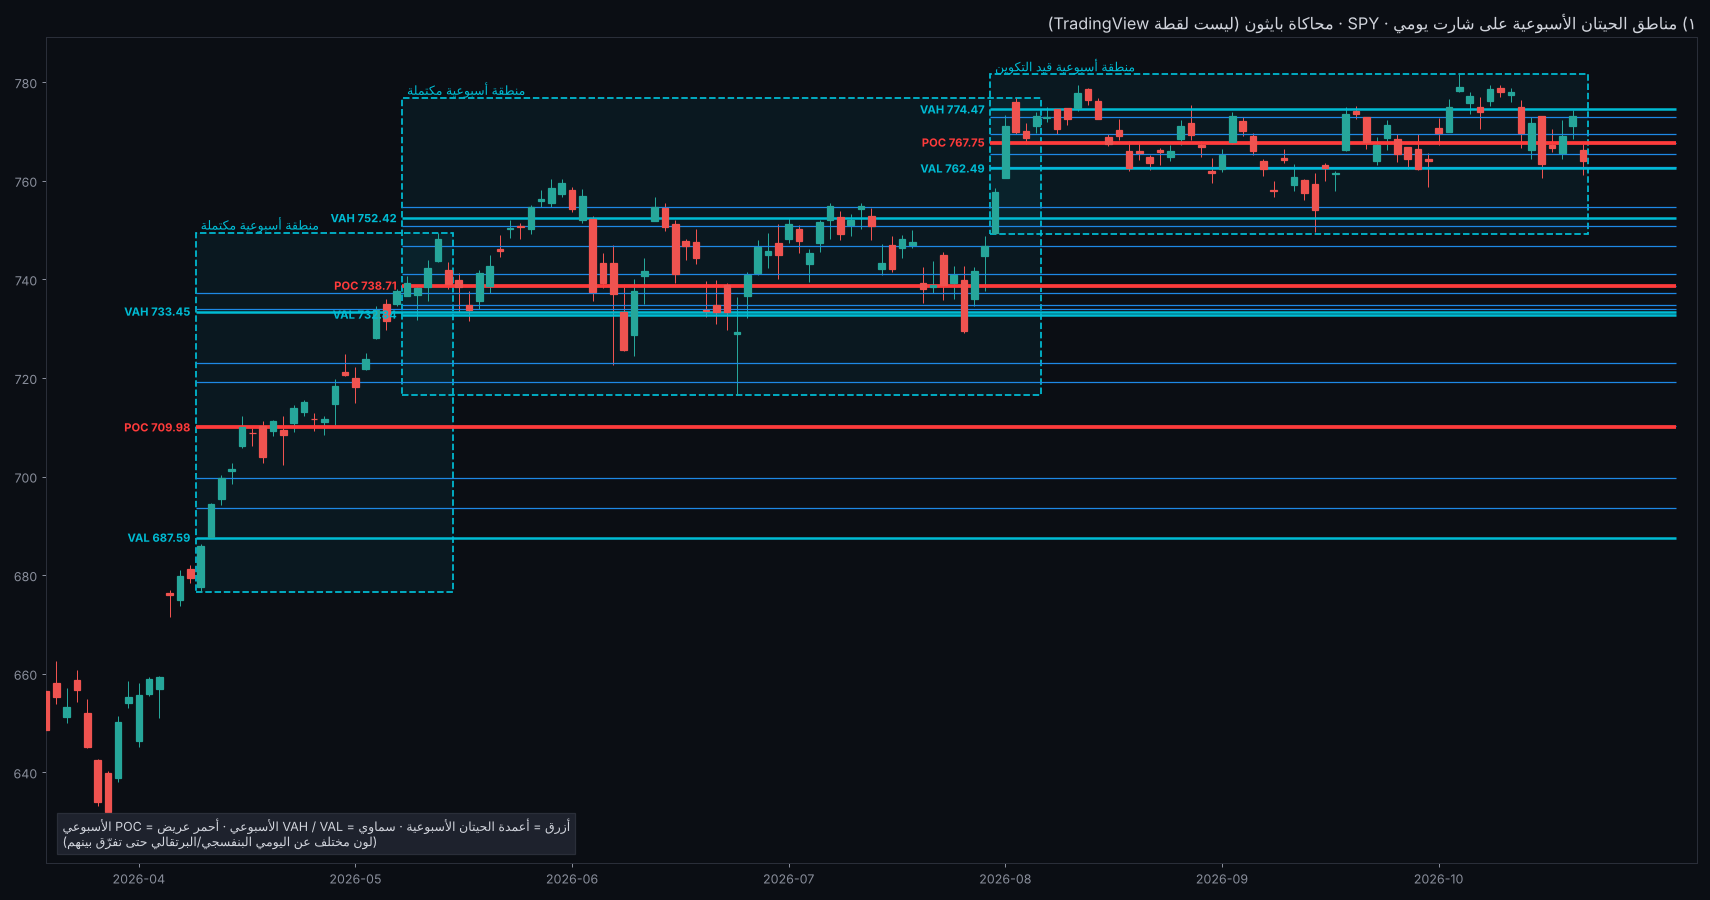 ١) مناطق الحيتان الأسبوعية على شارت يومي · SPY · محاكاة بايثون (ليست لقطة TradingView)
منطقة أسبوعية قيد التكوين
منطقة أسبوعية مكتملة
منطقة أسبوعية مكتملة
780
760
740
720
700
680
660
640
VAH 774.47
POC 767.75
VAL 762.49
VAH 752.42
POC 738.71
VAL
VAH 733.45
POC 709.98
VAL 687.59
أزرق = أعمدة الحيتان الأسبوعية · سماوي = VAH / VAL الأسبوعي · أحمر عريض = POC الأسبوعي
(لون مختلف عن اليومي البنفسجي/البرتقالي حتى تفرّق بينهم)
2026-04
2026-05
2026-06
2026-07
2026-08
2026-09
2026-10